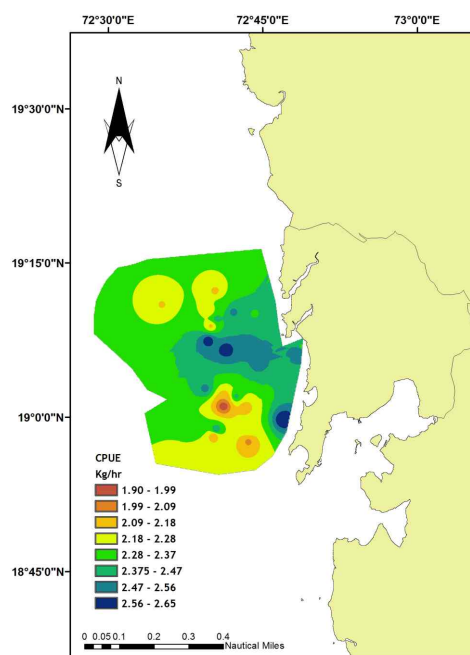 72°30'0"E 72°45'0"E 73°0'0"E
N
S
19°30'0"N
19°15'0"N
19°0'0"N
18°45'0"N
CPUE
Kg/hr
1.90 - 1.99
1.99 - 2.09
2.09 - 2.18
2.18 - 2.28
2.28 - 2.37
2.375 - 2.47
2.47 - 2.56
2.56 - 2.65
0 0.05 0.1 0.2 0.3 0.4
Nautical Miles